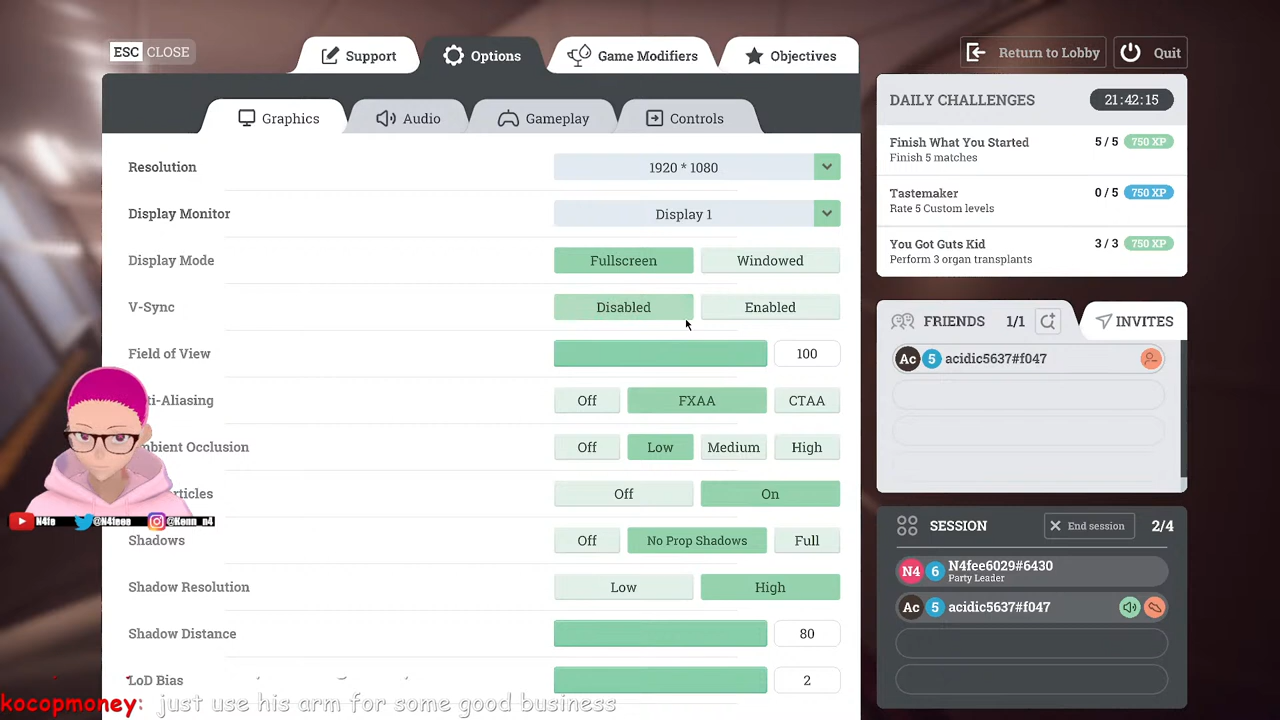 ESC CLOSE
Support
Options
Game Modifiers
Objectives
Return to Lobby
Quit
Graphics
Audio
Gameplay
Controls
Resolution
1920 * 1080
Display Monitor
Display 1
Display Mode
Fullscreen
Windowed
V-Sync
Disabled
Enabled
Field of View
100
ti-Aliasing
Off
FXAA
CTAA
mbient Occlusion
Off
Low
Medium
High
articles
Off
On
Shadows
Off
No Prop Shadows
Full
Shadow Resolution
Low
High
Shadow Distance
80
LoD Bias
2
DAILY CHALLENGES
21:42:15
Finish What You Started
5 / 5 750 XP
Finish 5 matches
Tastemaker
0 / 5 750 XP
Rate 5 Custom levels
You Got Guts Kid
3 / 3 750 XP
Perform 3 organ transplants
FRIENDS 1/1
INVITES
Ac 5 acidic5637#f047
SESSION
End session
2/4
N4 6 N4fee6029#6430
Party Leader
Ac 5 acidic5637#f047
@Kenn_n4
kocopmoney: just use his arm for some good business